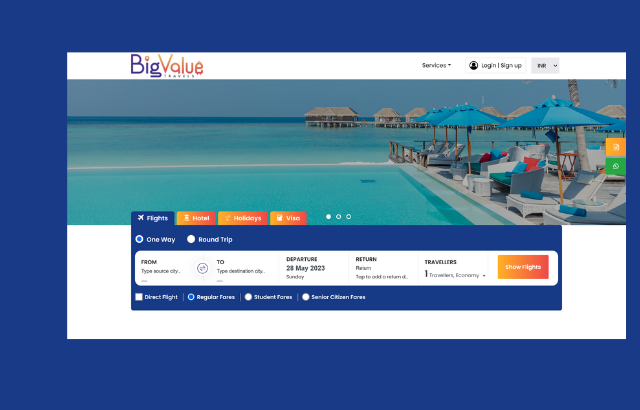 BigValue
TRAVELS
Services
Login | Sign up
INR
Flights
Hotel
Holidays
Visa
One Way
Round Trip
FROM
Type source city..
TO
Type destination city..
DEPARTURE
28 May 2023
Sunday
RETURN
Return
Tap to add a return d..
TRAVELLERS
1 Travellers, Economy
Show Flights
Direct Flight
Regular Fares
Student Fares
Senior Citizen Fares